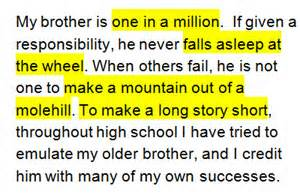 My brother is one in a million. If given a
responsibility, he never falls asleep at
the wheel. When others fail, he is not
one to make a mountain out of a
molehill. To make a long story short,
throughout high school I have tried to
emulate my older brother, and I credit
him with many of my own successes.